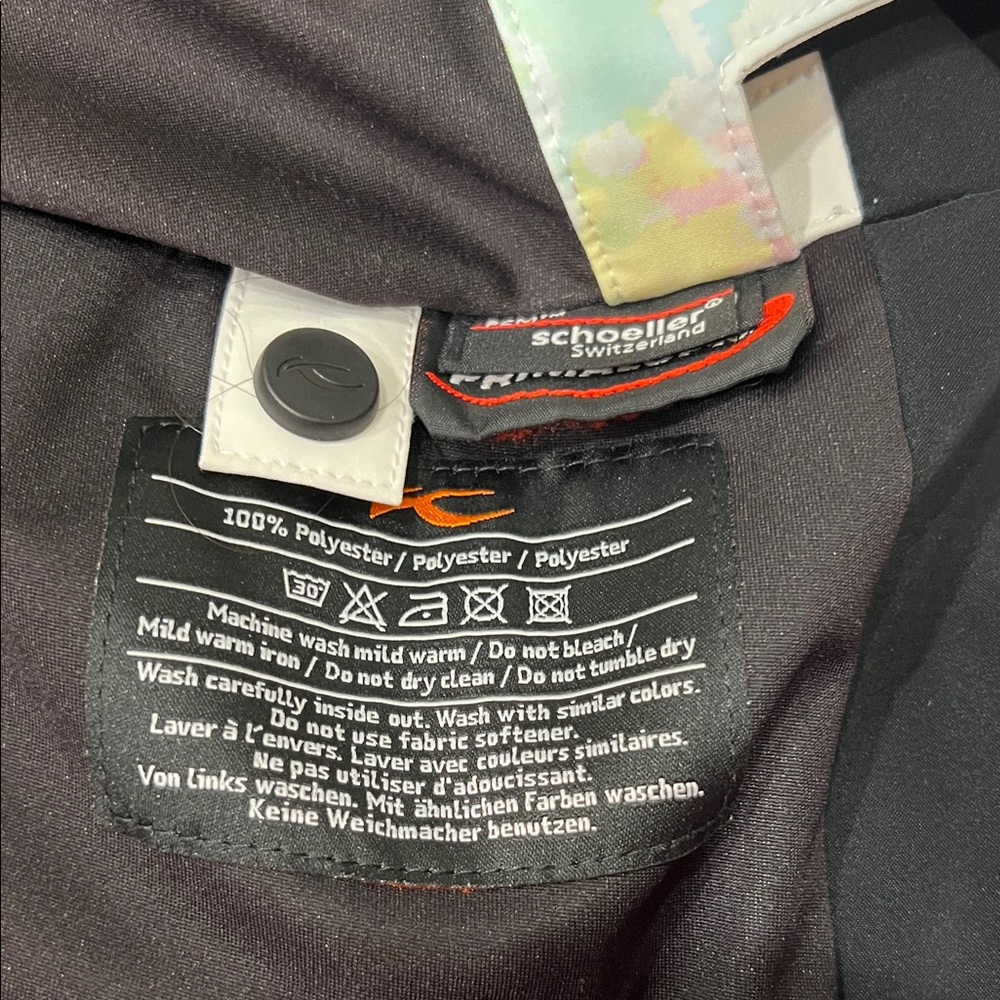 schoeller®
Switzerland
100% Polyester / Polyester / Polyester
30°
Machine wash mild warm / Do not bleach /
Mild warm iron / Do not dry clean / Do not tumble dry
Wash carefully inside out. Wash with similar colors.
Do not use fabric softener.
Laver à l'envers. Laver avec couleurs similaires.
Ne pas utiliser d'adoucissant.
Von links waschen. Mit ähnlichen Farben waschen.
Keine Weichmacher benutzen.